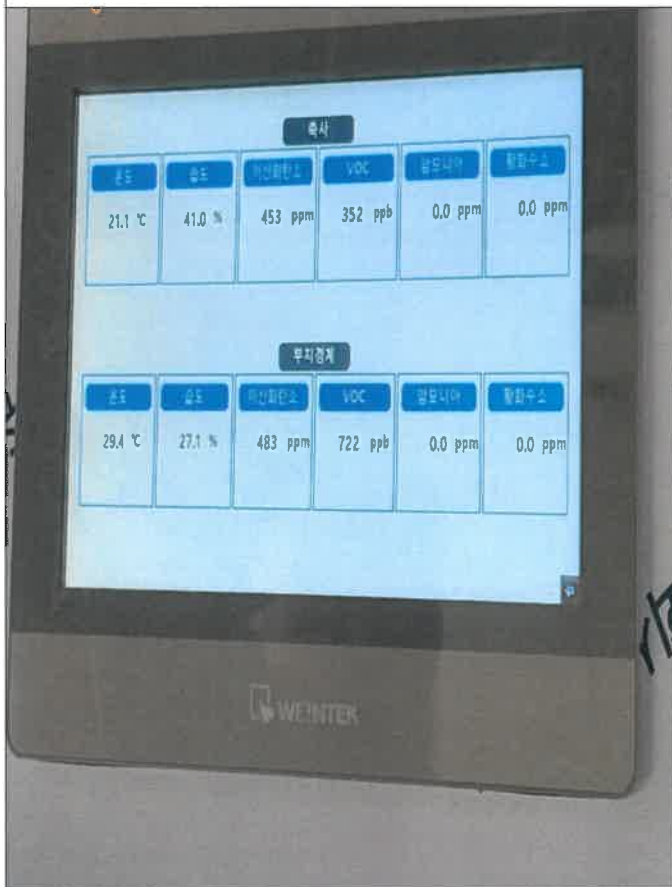 축사
온도 습도 이산화탄소 VOC 암모니아 황화수소
21.1 ℃ 41.0 % 453 ppm 352 ppb 0.0 ppm 0.0 ppm
부지경계
온도 습도 이산화탄소 VOC 암모니아 황화수소
29.4 ℃ 27.1 % 483 ppm 722 ppb 0.0 ppm 0.0 ppm
WEINTEK